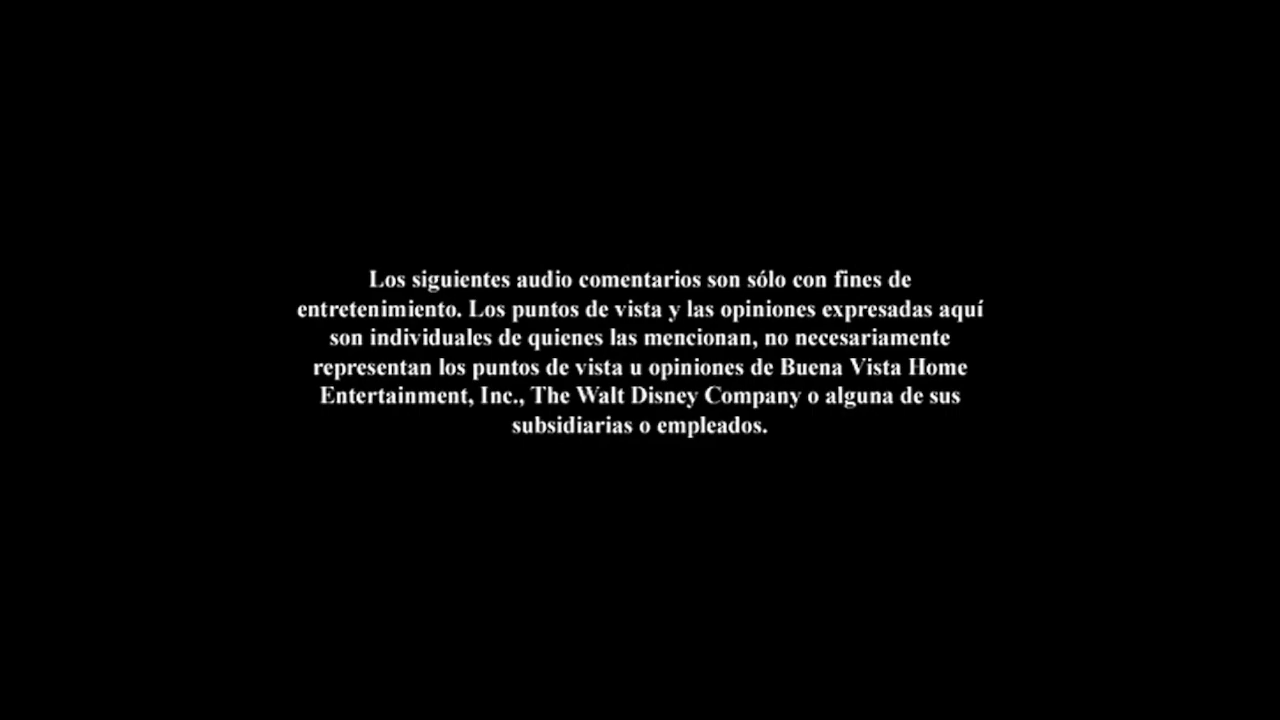 Los siguientes audio comentarios son sólo con fines de
entretenimiento. Los puntos de vista y las opiniones expresadas aquí
son individuales de quienes las mencionan, no necesariamente
representan los puntos de vista u opiniones de Buena Vista Home
Entertainment, Inc., The Walt Disney Company o alguna de sus
subsidiarias o empleados.